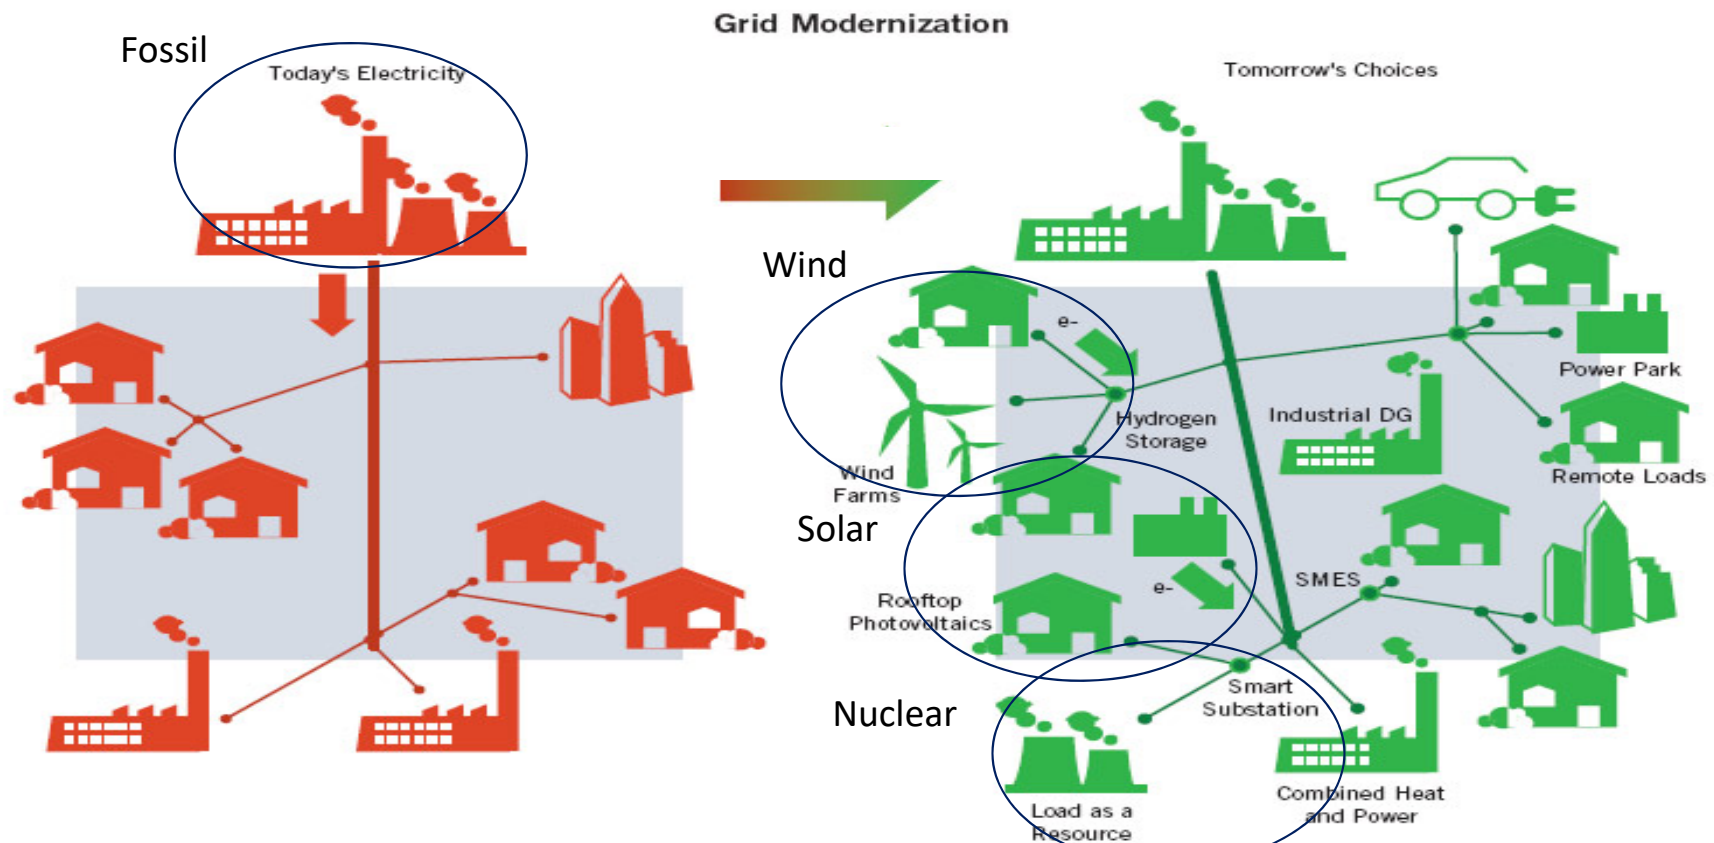 Grid Modernization
Fossil
Today's Electricity
Tomorrow's Choices
Wind
e-
Power Park
Hydrogen
Storage
Industrial DG
Wind
Farms
Remote Loads
Solar
SMES
e-
Rooftop
Photovoltaics
Smart
Substation
Nuclear
Combined Heat
and Power
Load as a
Resource